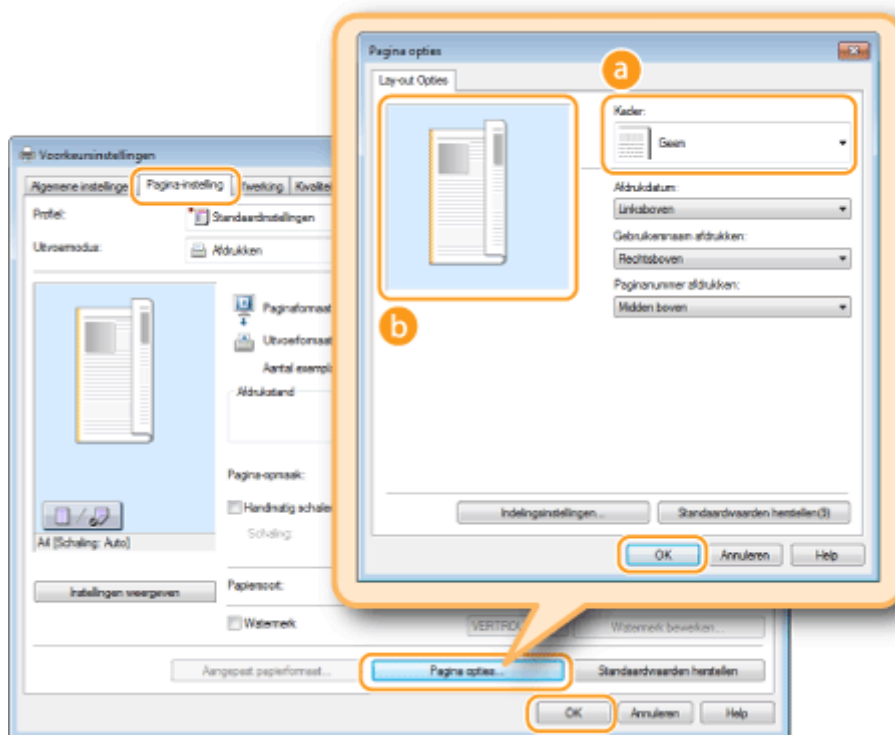 Pagina opties
a
Lay-out Opties
Kader:
Geen
Afdrukdatum:
Linksboven
Gebruikersnaam afdrukken:
Rechtsboven
Paginanummer afdrukken:
Midden boven
b
Indelingsinstellingen...
Standaardwaarden herstellen(3)
OK
Annuleren
Help
Voorkeursinstellingen
Algemene instellinge
Pagina-instelling
fwerking
Kwaliteit
Profiel:
Standaardinstellingen
Uitvoermodus:
Afdrukken
Paginaformaat
Uitvoerformaat
Aantal exempla
Afdrukstand
Pagina-opmaak:
Handmatig schalen
Schaling:
A4 [Schaling: Auto]
Instellingen weergeven
Papiersoort:
Watermerk
VERTROU
Watermerk bewerken...
Aangepast papierformaat...
Pagina opties...
Standaardwaarden herstellen
OK
Annuleren
Help